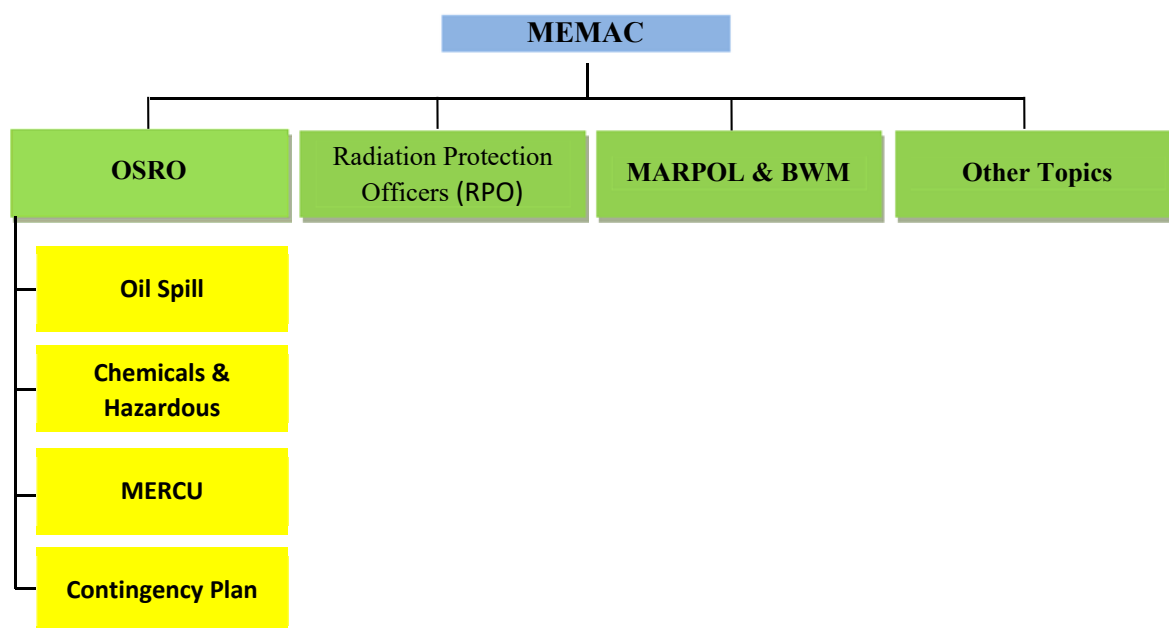 MEMAC
OSRO
Radiation Protection
Officers (RPO)
MARPOL & BWM
Other Topics
Oil Spill
Chemicals &
Hazardous
MERCU
Contingency Plan